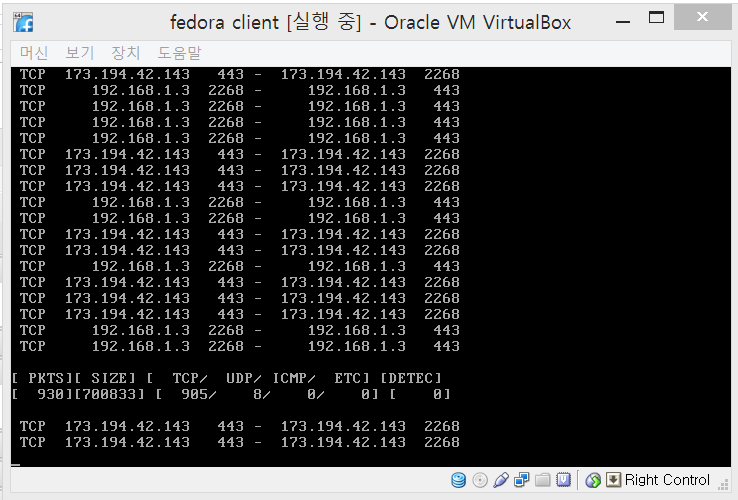 fedora client [실행 중] - Oracle VM VirtualBox
머신 보기 장치 도움말
TCP 173.194.42.143 443 - 173.194.42.143 2268
TCP 192.168.1.3 2268 - 192.168.1.3 443
TCP 192.168.1.3 2268 - 192.168.1.3 443
TCP 192.168.1.3 2268 - 192.168.1.3 443
TCP 192.168.1.3 2268 - 192.168.1.3 443
TCP 173.194.42.143 443 - 173.194.42.143 2268
TCP 173.194.42.143 443 - 173.194.42.143 2268
TCP 173.194.42.143 443 - 173.194.42.143 2268
TCP 192.168.1.3 2268 - 192.168.1.3 443
TCP 192.168.1.3 2268 - 192.168.1.3 443
TCP 173.194.42.143 443 - 173.194.42.143 2268
TCP 173.194.42.143 443 - 173.194.42.143 2268
TCP 192.168.1.3 2268 - 192.168.1.3 443
TCP 173.194.42.143 443 - 173.194.42.143 2268
TCP 173.194.42.143 443 - 173.194.42.143 2268
TCP 173.194.42.143 443 - 173.194.42.143 2268
TCP 192.168.1.3 2268 - 192.168.1.3 443
TCP 192.168.1.3 2268 - 192.168.1.3 443
[ PKTS][ SIZE] [ TCP/ UDP/ ICMP/ ETC] [DETEC]
[ 930][700833] [ 905/ 8/ 0/ 0] [ 0]
TCP 173.194.42.143 443 - 173.194.42.143 2268
TCP 173.194.42.143 443 - 173.194.42.143 2268
Right Control